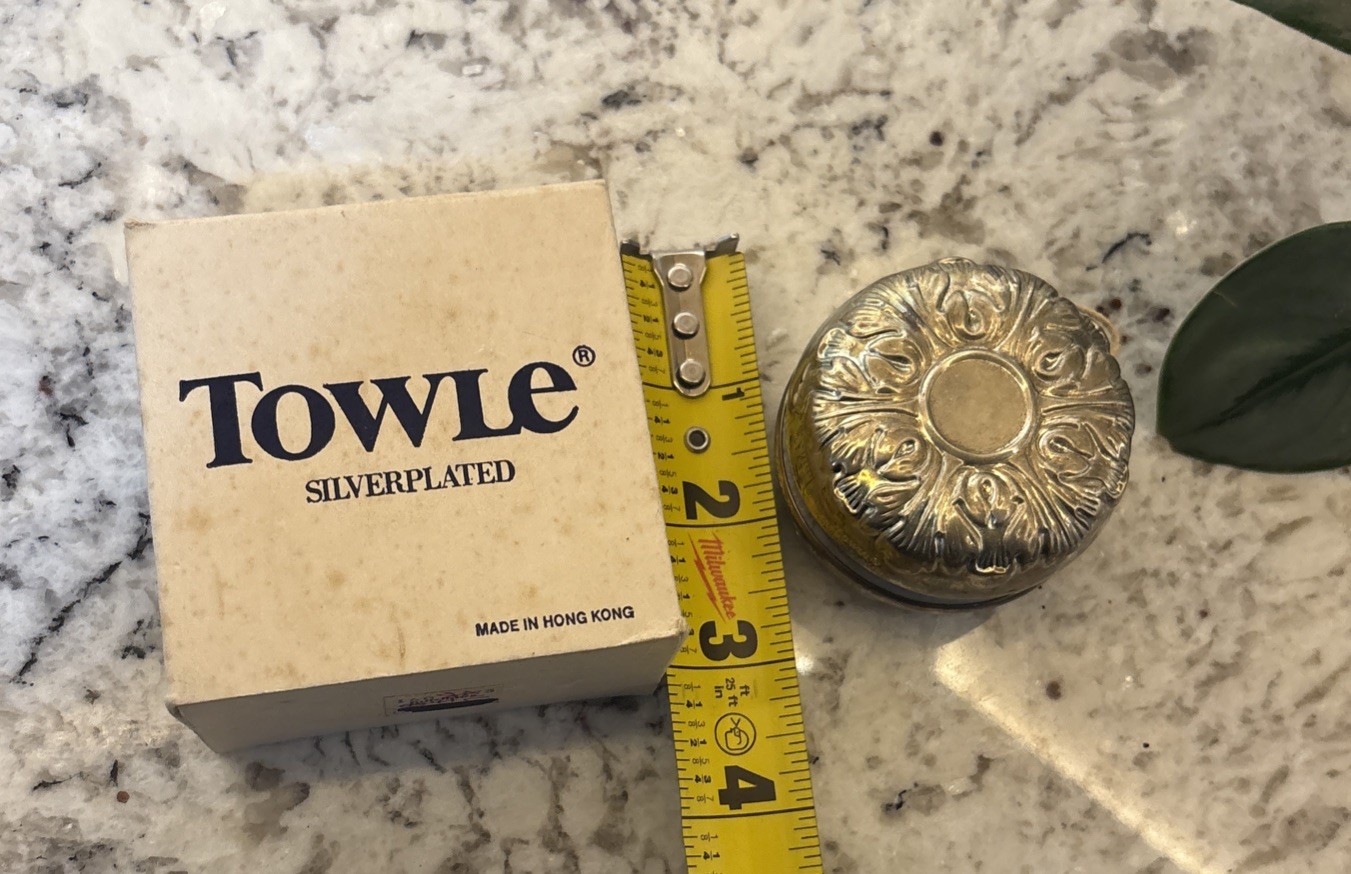 TOWLE®
SILVERPLATED
MADE IN HONG KONG
1
2
Milwaukee
3
25 ft
in ft
4